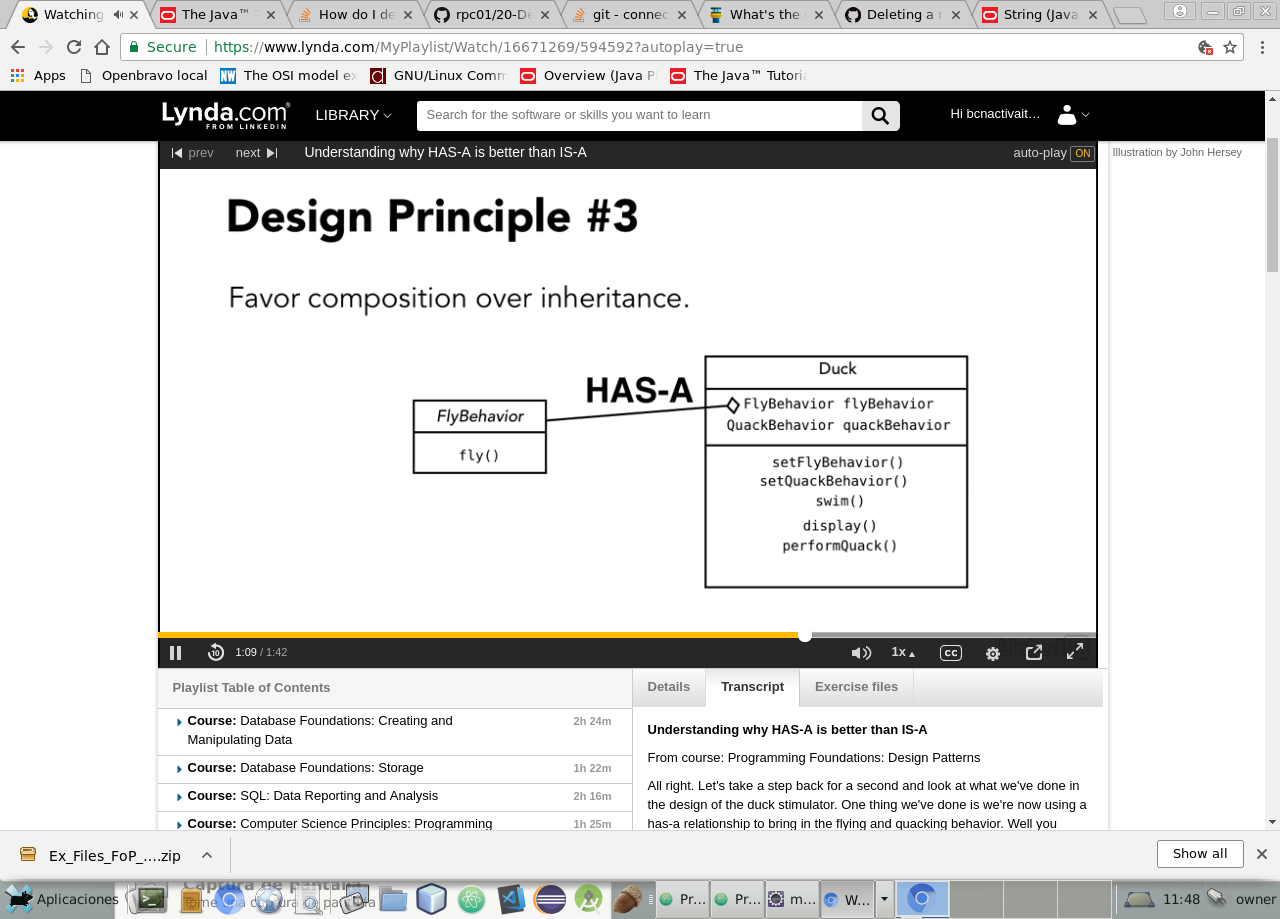 Watching
The Java™
How do I de
rpc01/20-De
git - connec
What's the
Deleting a
String (Java
Secure
https://www.lynda.com/MyPlaylist/Watch/16671269/594592?autoplay=true
Apps
Openbravo local
The OSI model ex
GNU/Linux Comm
Overview (Java P
The Java™ Tutoria
Lynda.com
FROM LINKEDIN
LIBRARY
Search for the software or skills you want to learn
Hi bcnactivait…
prev
next
Understanding why HAS-A is better than IS-A
auto-play ON
Illustration by John Hersey
Design Principle #3
Favor composition over inheritance.
HAS-A
FlyBehavior
fly()
Duck
FlyBehavior flyBehavior
QuackBehavior quackBehavior
setFlyBehavior()
setQuackBehavior()
swim()
display()
performQuack()
10
1:09 / 1:42
1x
cc
Playlist Table of Contents
Course: Database Foundations: Creating and
Manipulating Data
2h 24m
Course: Database Foundations: Storage
1h 22m
Course: SQL: Data Reporting and Analysis
2h 16m
Course: Computer Science Principles: Programming
1h 25m
Details
Transcript
Exercise files
Understanding why HAS-A is better than IS-A
From course: Programming Foundations: Design Patterns
All right. Let's take a step back for a second and look at what we've done in
the design of the duck stimulator. One thing we've done is we're now using a
has-a relationship to bring in the flying and quacking behavior. Well you
Ex_Files_FoP_....zip
Show all
Aplicaciones
Captura de pantalla
Pr…
Pr…
m…
W…
11:48
owner